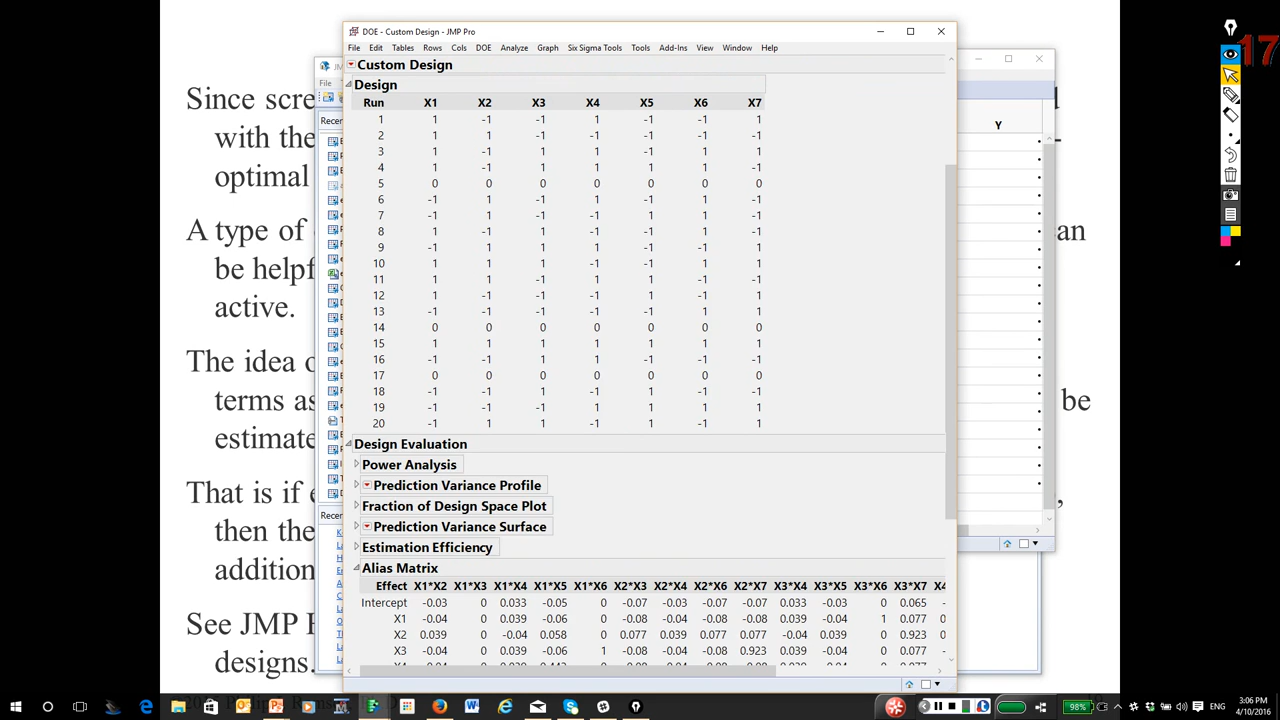 DOE - Custom Design - JMP Pro
File Edit Tables Rows Cols DOE Analyze Graph Six Sigma Tools Tools Add-Ins View Window Help
Custom Design
Design
Run X1 X2 X3 X4 X5 X6 X7
1 1 -1 -1 1 -1 -1 1
2 1 -1 -1 1 -1 1 -1
3 1 -1 1 1 -1 1 1
4 1 -1 1 1 1 1 -1
5 0 0 0 0 0 0 0
6 -1 1 -1 -1 1 -1 -1
7 -1 1 1 -1 -1 1 -1
8 -1 1 -1 1 1 1 -1
9 -1 1 -1 -1 -1 1 1
10 1 1 1 -1 -1 -1 1
11 1 1 -1 1 1 -1 -1
12 1 -1 -1 -1 1 -1 1
13 -1 -1 -1 -1 1 1 1
14 0 0 0 0 0 0 0
15 1 1 1 -1 1 1 1
16 -1 -1 1 1 -1 -1 -1
17 0 0 0 0 0 0 0
18 -1 -1 1 -1 1 -1 -1
19 -1 -1 1 1 1 1 1
20 -1 1 1 -1 1 -1 1
Design Evaluation
Power Analysis
Prediction Variance Profile
Fraction of Design Space Plot
Prediction Variance Surface
Estimation Efficiency
Alias Matrix
Effect X1*X2 X1*X3 X1*X4 X1*X5 X1*X6 X2*X3 X2*X4 X2*X6 X2*X7 X3*X4 X3*X5 X3*X6 X3*X7 X4
Intercept -0.03 0 0.033 -0.05 0 -0.07 -0.03 -0.07 -0.07 0.033 -0.03 0 0.065 -
X1 -0.04 0 0.039 -0.06 0 -0.08 -0.04 -0.08 -0.08 0.039 -0.04 1 0.077 -0
X2 0.039 0 -0.04 0.058 0 0.077 0.039 0.077 0.077 -0.04 0.039 0 0.923 0
X3 -0.04 0 0.039 -0.06 1 -0.08 -0.04 -0.08 0.923 0.039 -0.04 0 0.077 -0
Since scre
with the
optimal
A type of
an
be helpf
active.
The idea o
terms as
be
estimate
That is if e
then the
addition
See JMP H
designs.
File
Recen
Recen
Y
17
98%
ENG
3:06 PM
4/10/2016